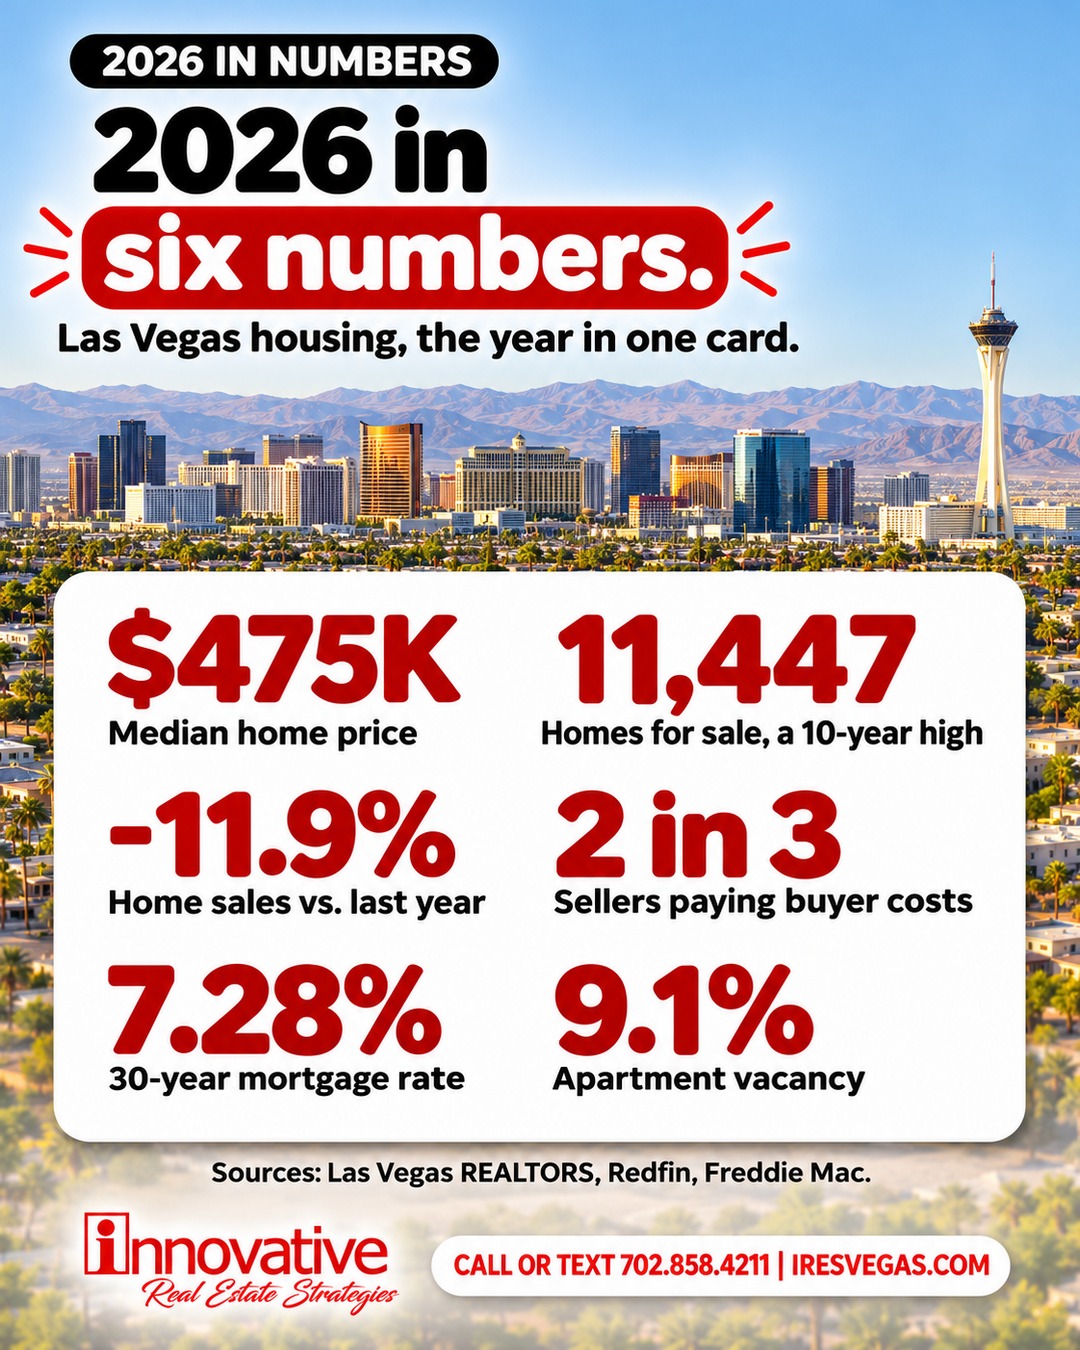 2026 IN NUMBERS
2026 in
six numbers.
Las Vegas housing, the year in one card.
$475K
Median home price
11,447
Homes for sale, a 10-year high
-11.9%
Home sales vs. last year
2 in 3
Sellers paying buyer costs
7.28%
30-year mortgage rate
9.1%
Apartment vacancy
Sources: Las Vegas REALTORS, Redfin, Freddie Mac.
innovative
Real Estate Strategies
CALL OR TEXT 702.858.4211 | IRESVEGAS.COM